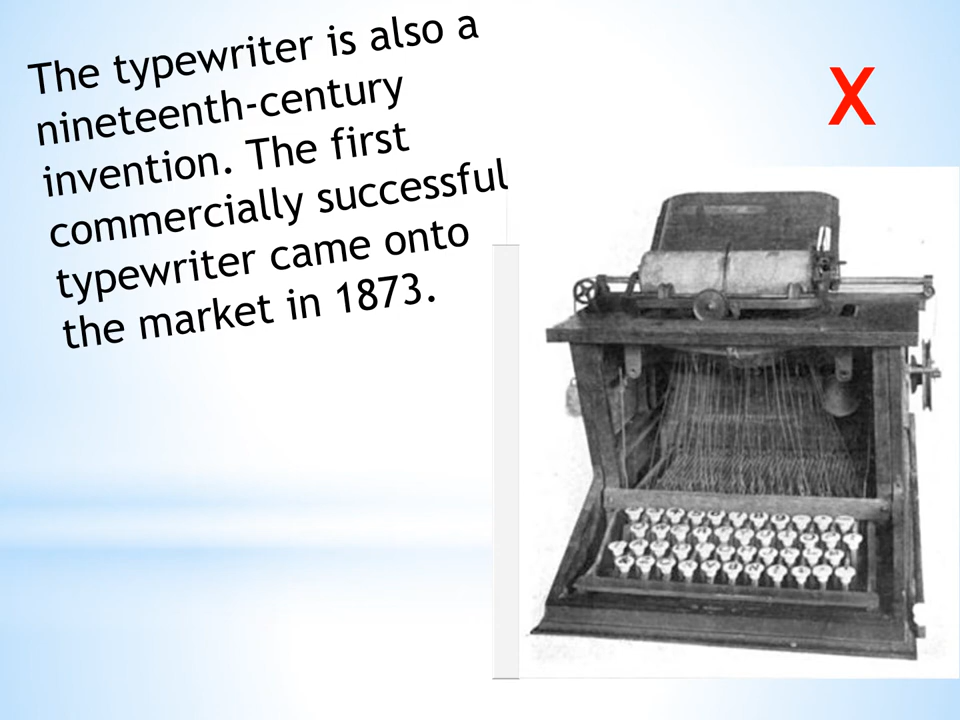 The typewriter is also a
nineteenth-century
invention. The first
commercially successful
typewriter came onto
the market in 1873.
X